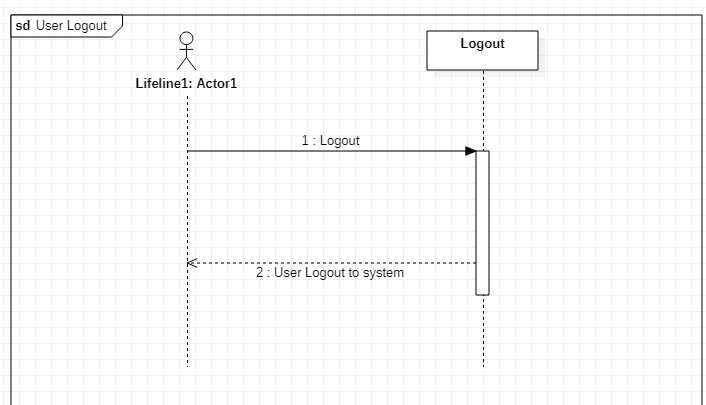 sd User Logout
Logout
Lifeline1: Actor1
1 : Logout
2 : User Logout to system